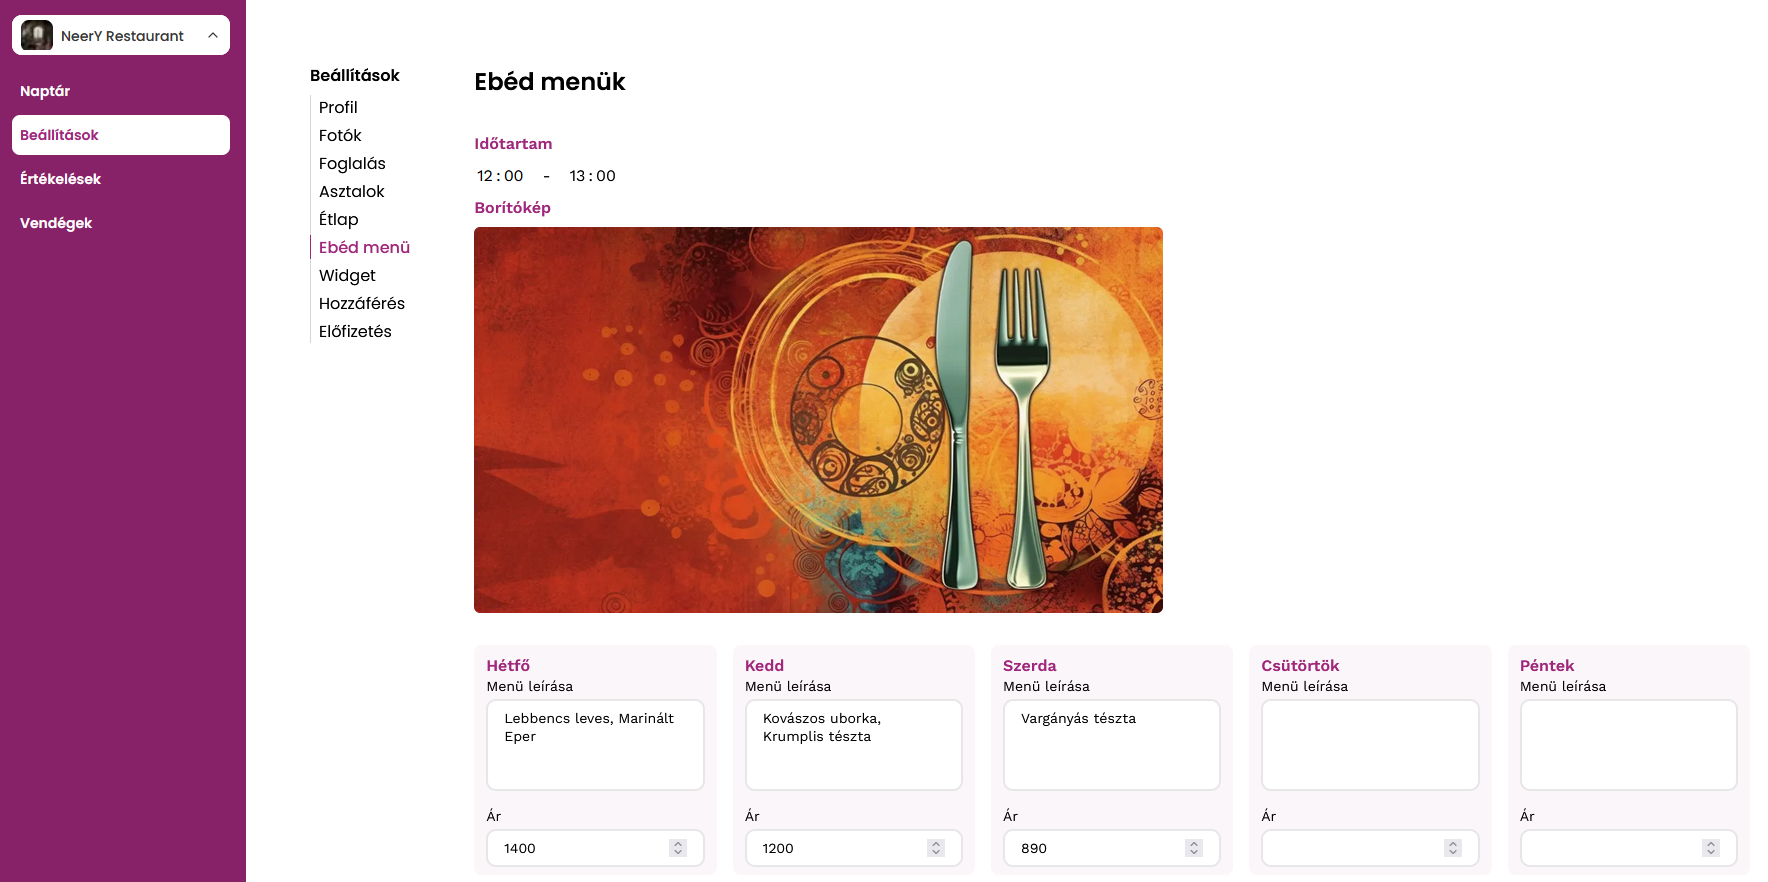 NeerY Restaurant
Naptár
Beállítások
Értékelések
Vendégek
Beállítások
Profil
Fotók
Foglalás
Asztalok
Étlap
Ebéd menü
Widget
Hozzáférés
Előfizetés
Ebéd menük
Időtartam
12:00 - 13:00
Borítókép
Hétfő
Menü leírása
Lebbencs leves, Marinált
Eper
Ár
1400
Kedd
Menü leírása
Kovászos uborka,
Krumplis tészta
Ár
1200
Szerda
Menü leírása
Vargányás tészta
Ár
890
Csütörtök
Menü leírása
Ár
Péntek
Menü leírása
Ár